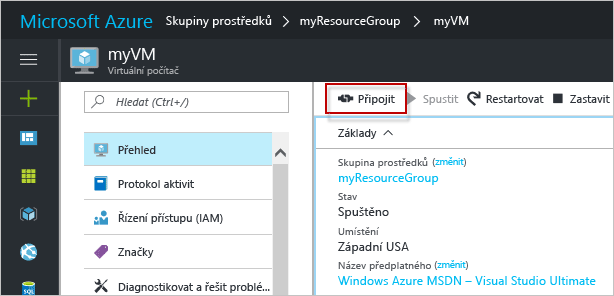 Microsoft Azure Skupiny prostředků > myResourceGroup > myVM
myVM
Virtuální počítač
Hledat (Ctrl+/)
Připojit Spustit Restartovat Zastavit
Základy
Přehled
Protokol aktivit
Řízení přístupu (IAM)
Značky
Diagnostikovat a řešit problé...
Skupina prostředků (změnit)
myResourceGroup
Stav
Spuštěno
Umístění
Západní USA
Název předplatného (změnit)
Windows Azure MSDN – Visual Studio Ultimate
SQL